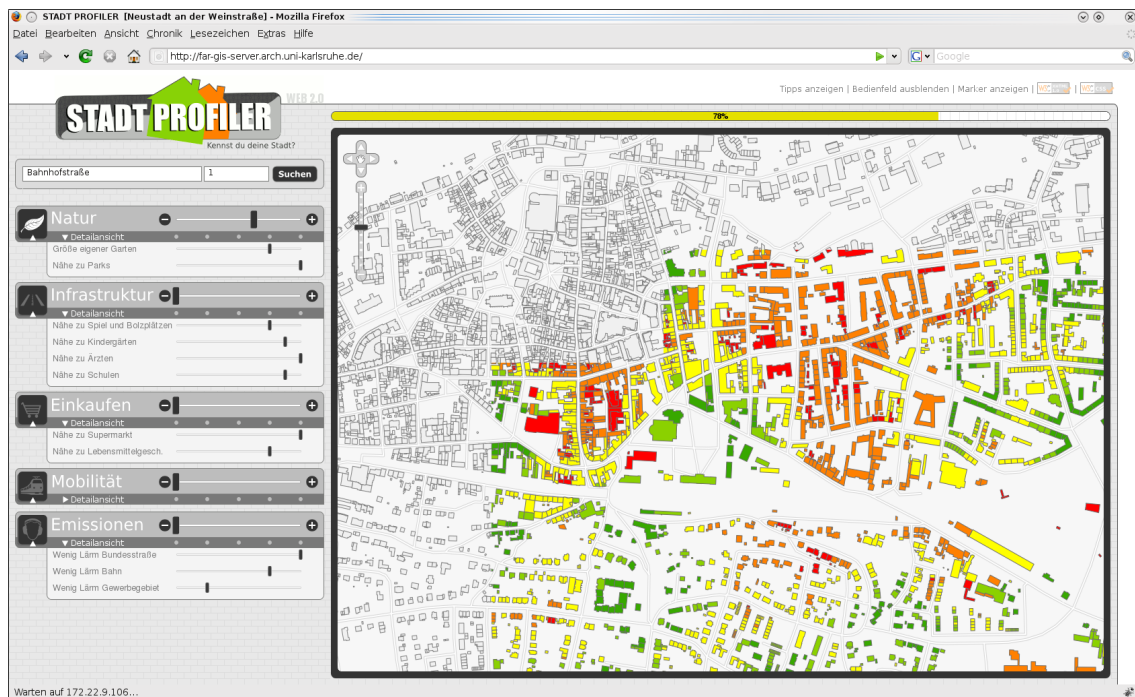 STADT PROFILER [Neustadt an der Weinstraße] - Mozilla Firefox
Datei Bearbeiten Ansicht Chronik Lesezeichen Extras Hilfe
http://far-gis-server.arch.uni-karlsruhe.de/
G
Google
STADT PROFILER
WEB 2.0
Kennst du deine Stadt?
Tipps anzeigen | Bedienfeld ausblenden | Marker anzeigen |
78%
Bahnhofstraße 1 Suchen
Natur
Detailansicht
Größe eigener Garten
Nähe zu Parks
Infrastruktur
Detailansicht
Nähe zu Spiel und Bolzplätzen
Nähe zu Kindergärten
Nähe zu Ärzten
Nähe zu Schulen
Einkaufen
Detailansicht
Nähe zu Supermarkt
Nähe zu Lebensmittelgesch.
Mobilität
Detailansicht
Emissionen
Detailansicht
Wenig Lärm Bundesstraße
Wenig Lärm Bahn
Wenig Lärm Gewerbegebiet
Warten auf 172.22.9.106...